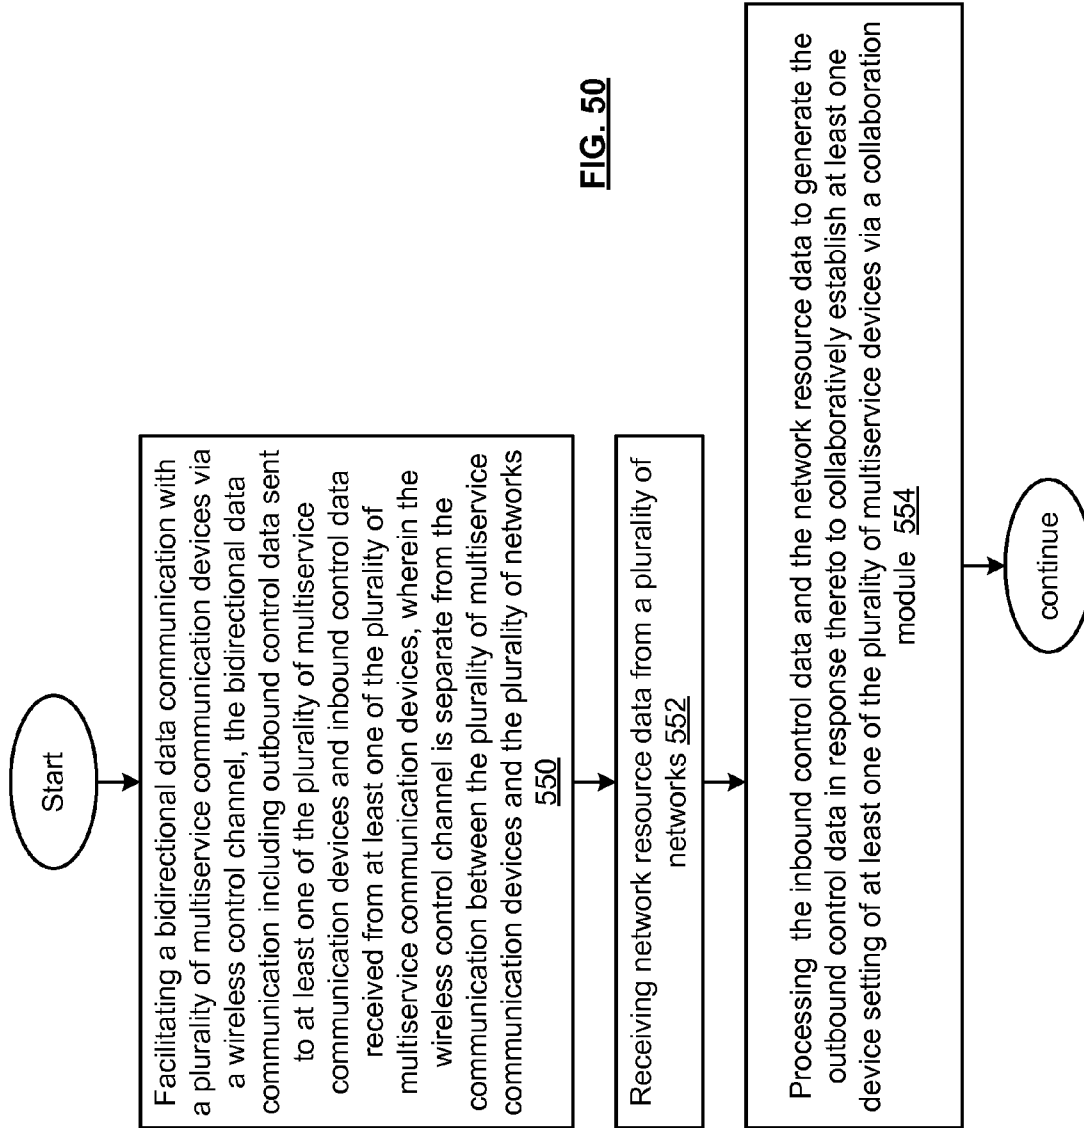 Start
Facilitating a bidirectional data communication with
a plurality of multiservice communication devices via
a wireless control channel, the bidirectional data
communication including outbound control data sent
to at least one of the plurality of multiservice
communication devices and inbound control data
received from at least one of the plurality of
multiservice communication devices, wherein the
wireless control channel is separate from the
communication between the plurality of multiservice
communication devices and the plurality of networks
550
Receiving network resource data from a plurality of
networks 552
Processing the inbound control data and the network resource data to generate the
outbound control data in response thereto to collaboratively establish at least one
device setting of at least one of the plurality of multiservice devices via a collaboration
module 554
continue
FIG. 50